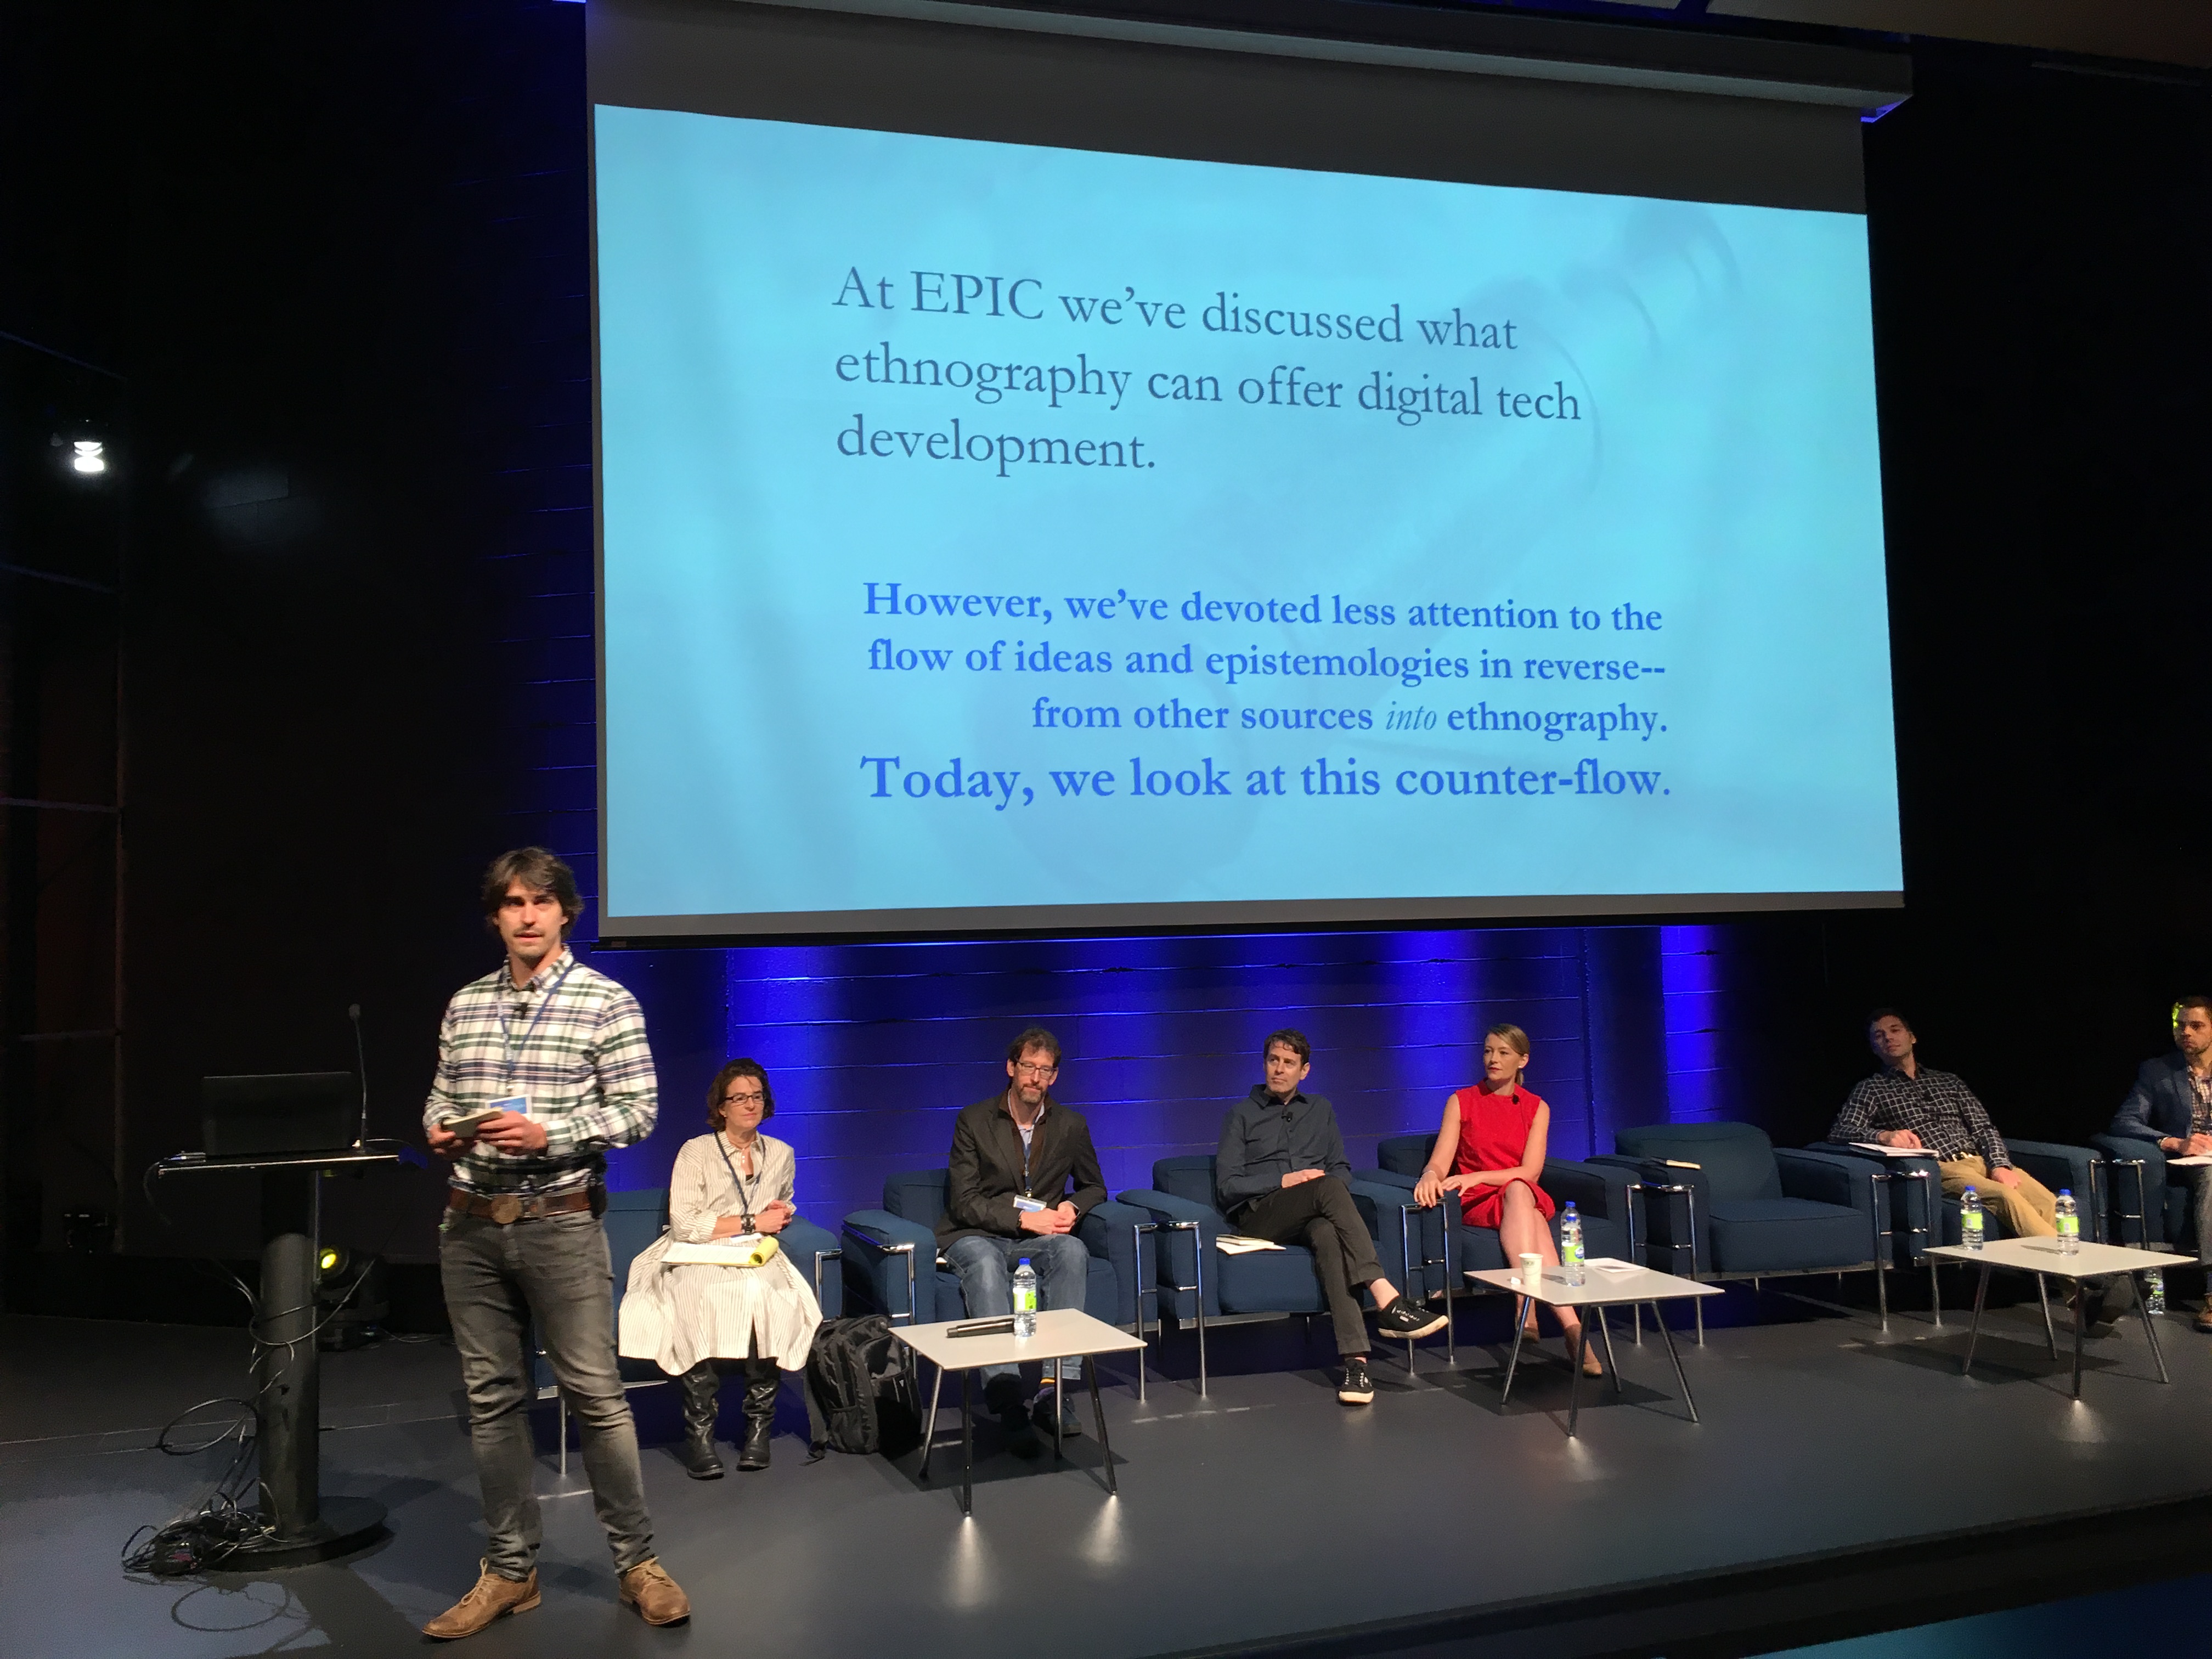 At EPIC we’ve discussed what
ethnography can offer digital tech
development.
However, we’ve devoted less attention to the
flow of ideas and epistemologies in reverse--
from other sources into ethnography.
Today, we look at this counter-flow.